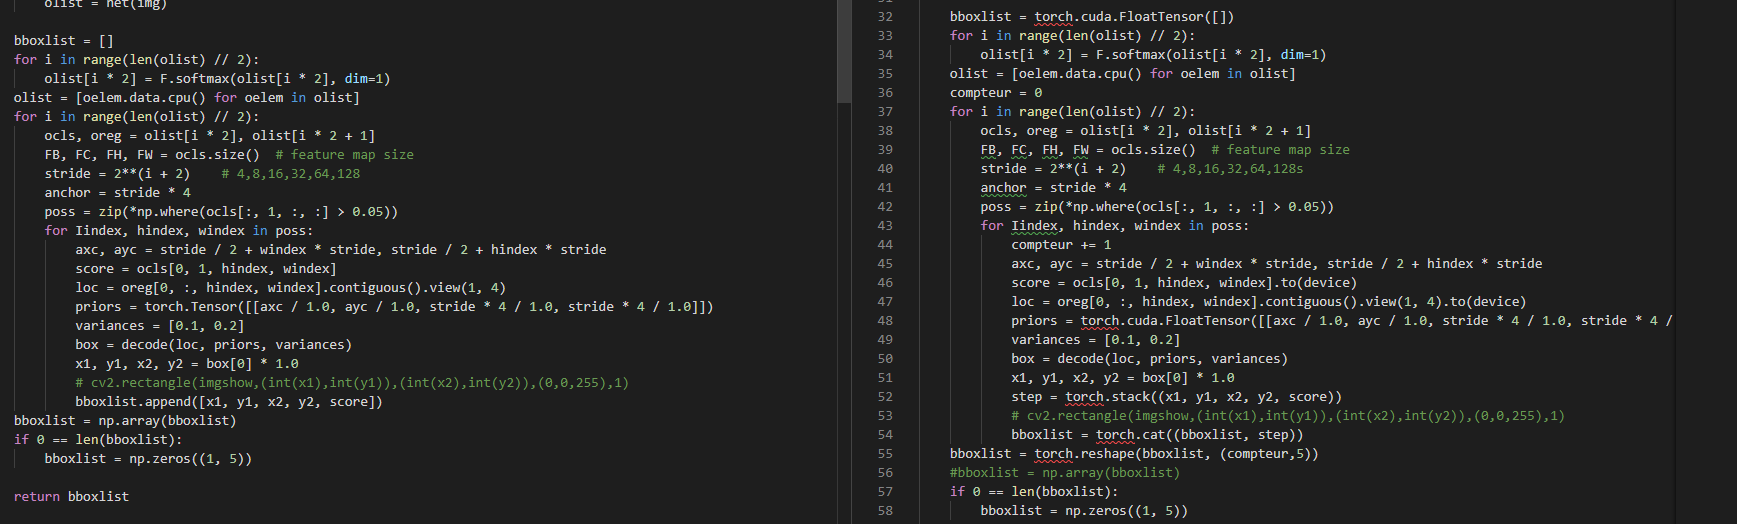 olist = net(img)
bboxlist = []
for i in range(len(olist) // 2):
olist[i * 2] = F.softmax(olist[i * 2], dim=1)
olist = [oelem.data.cpu() for oelem in olist]
for i in range(len(olist) // 2):
ocls, oreg = olist[i * 2], olist[i * 2 + 1]
FB, FC, FH, FW = ocls.size()  # feature map size
stride = 2**(i + 2)    # 4,8,16,32,64,128
anchor = stride * 4
poss = zip(*np.where(ocls[:, 1, :, :] > 0.05))
for Iindex, hindex, windex in poss:
axc, ayc = stride / 2 + windex * stride, stride / 2 + hindex * stride
score = ocls[0, 1, hindex, windex]
loc = oreg[0, :, hindex, windex].contiguous().view(1, 4)
priors = torch.Tensor([[axc / 1.0, ayc / 1.0, stride * 4 / 1.0, stride * 4 / 1.0]])
variances = [0.1, 0.2]
box = decode(loc, priors, variances)
x1, y1, x2, y2 = box[0] * 1.0
# cv2.rectangle(imgshow,(int(x1),int(y1)),(int(x2),int(y2)),(0,0,255),1)
bboxlist.append([x1, y1, x2, y2, score])
bboxlist = np.array(bboxlist)
if 0 == len(bboxlist):
bboxlist = np.zeros((1, 5))
return bboxlist
31
32 bboxlist = torch.cuda.FloatTensor([])
33 for i in range(len(olist) // 2):
34 olist[i * 2] = F.softmax(olist[i * 2], dim=1)
35 olist = [oelem.data.cpu() for oelem in olist]
36 compteur = 0
37 for i in range(len(olist) // 2):
38 ocls, oreg = olist[i * 2], olist[i * 2 + 1]
39 FB, FC, FH, FW = ocls.size()  # feature map size
40 stride = 2**(i + 2)    # 4,8,16,32,64,128s
41 anchor = stride * 4
42 poss = zip(*np.where(ocls[:, 1, :, :] > 0.05))
43 for Iindex, hindex, windex in poss:
44 compteur += 1
45 axc, ayc = stride / 2 + windex * stride, stride / 2 + hindex * stride
46 score = ocls[0, 1, hindex, windex].to(device)
47 loc = oreg[0, :, hindex, windex].contiguous().view(1, 4).to(device)
48 priors = torch.cuda.FloatTensor([[axc / 1.0, ayc / 1.0, stride * 4 / 1.0, stride * 4 /
49 variances = [0.1, 0.2]
50 box = decode(loc, priors, variances)
51 x1, y1, x2, y2 = box[0] * 1.0
52 step = torch.stack((x1, y1, x2, y2, score))
53 # cv2.rectangle(imgshow,(int(x1),int(y1)),(int(x2),int(y2)),(0,0,255),1)
54 bboxlist = torch.cat((bboxlist, step))
55 bboxlist = torch.reshape(bboxlist, (compteur,5))
56 #bboxlist = np.array(bboxlist)
57 if 0 == len(bboxlist):
58 bboxlist = np.zeros((1, 5))